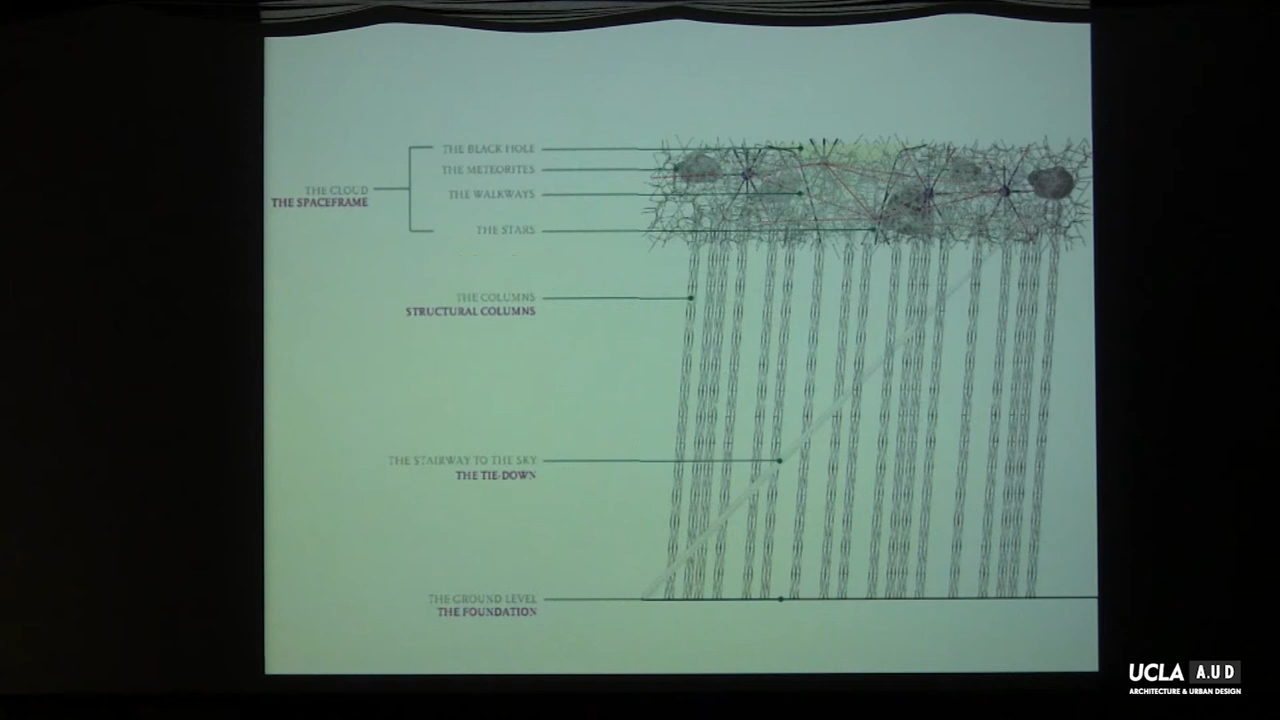 THE BLACK HOLE
THE METEORITES
THE CLOUD
THE SPACEFRAME
THE WALKWAYS
THE STARS
THE COLUMNS
STRUCTURAL COLUMNS
THE STAIRWAY TO THE SKY
THE TIE-DOWN
THE GROUND LEVEL
THE FOUNDATION
UCLA A.UD
ARCHITECTURE & URBAN DESIGN